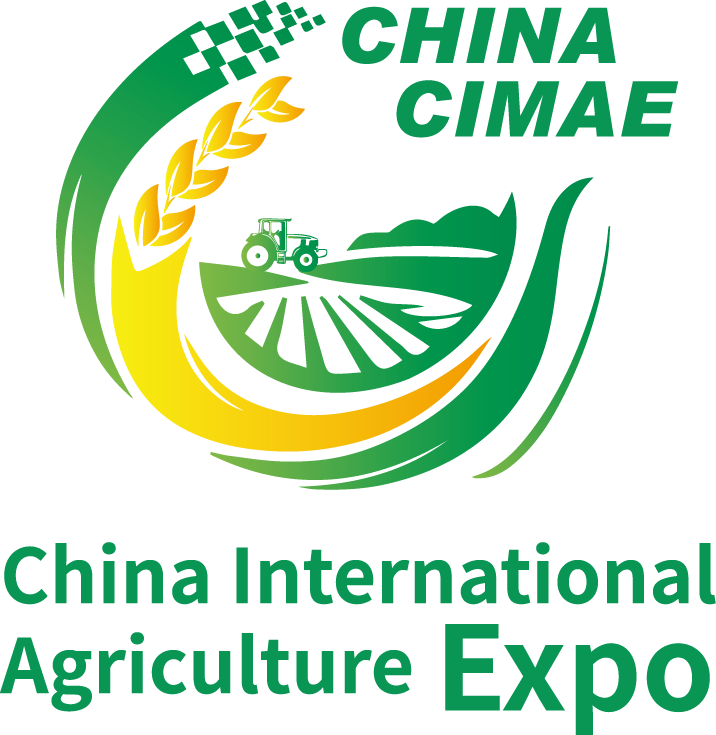 CHINA
CIMAE
China International
Agriculture Expo